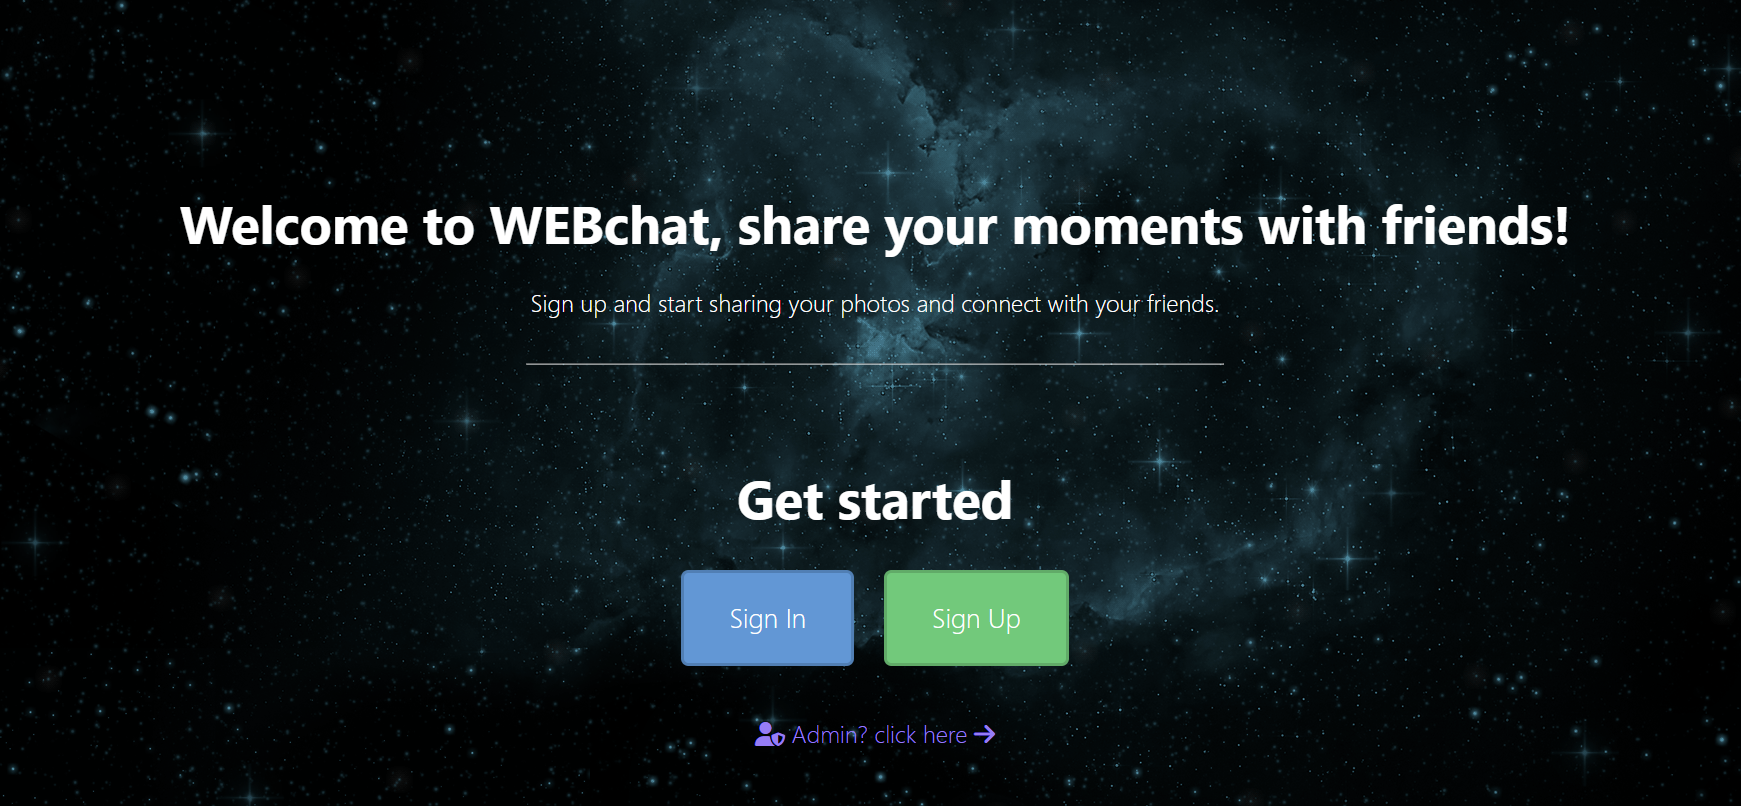 Welcome to WEBchat, share your moments with friends!
Sign up and start sharing your photos and connect with your friends.
Get started
Sign In
Sign Up
Admin? click here